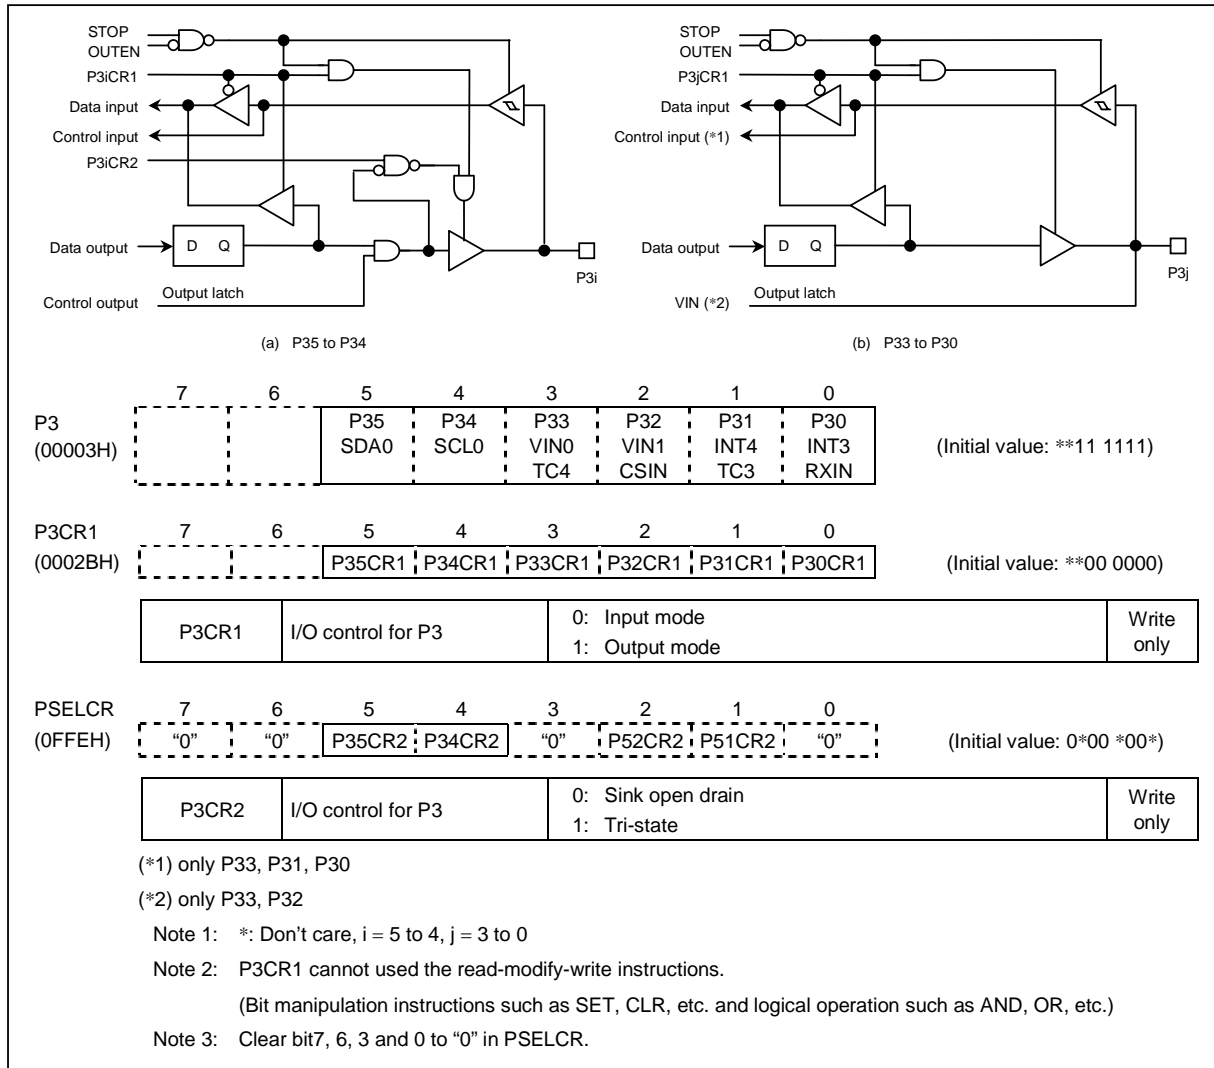 STOP
OUTEN
P3iCR1
Data input
Control input
P3iCR2
Data output
D Q
P3i
Output latch
Control output
(a) P35 to P34
STOP
OUTEN
P3jCR1
Data input
Control input (*1)
Data output
D Q
P3j
Output latch
VIN (*2)
(b) P33 to P30
7 6 5 4 3 2 1 0
P3 P35 P34 P33 P32 P31 P30
(00003H) SDA0 SCL0 VIN0 VIN1 INT4 INT3 (Initial value: **11 1111)
TC4 CSIN TC3 RXIN
P3CR1 7 6 5 4 3 2 1 0
(0002BH) P35CR1 P34CR1 P33CR1 P32CR1 P31CR1 P30CR1 (Initial value: **00 0000)
P3CR1 I/O control for P3 0: Input mode Write
1: Output mode only
PSELCR 7 6 5 4 3 2 1 0
(0FFEH) “0” “0” P35CR2 P34CR2 “0” P52CR2 P51CR2 “0” (Initial value: 0*00 *00*)
P3CR2 I/O control for P3 0: Sink open drain Write
1: Tri-state only
(*1) only P33, P31, P30
(*2) only P33, P32
Note 1: *: Don’t care, i = 5 to 4, j = 3 to 0
Note 2: P3CR1 cannot used the read-modify-write instructions.
(Bit manipulation instructions such as SET, CLR, etc. and logical operation such as AND, OR, etc.)
Note 3: Clear bit7, 6, 3 and 0 to “0” in PSELCR.